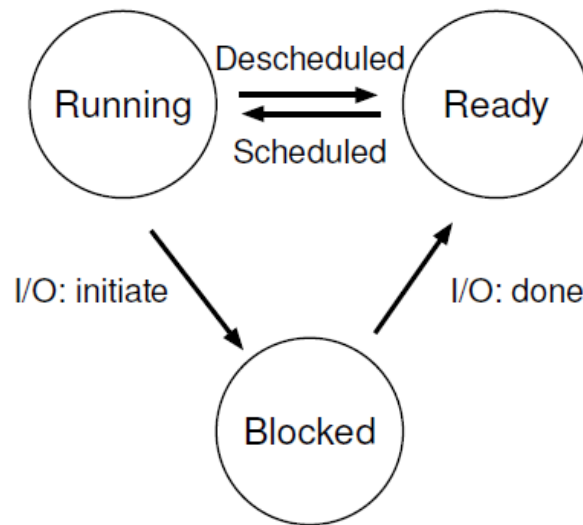 Descheduled
Running
Ready
Scheduled
I/O: initiate
I/O: done
Blocked